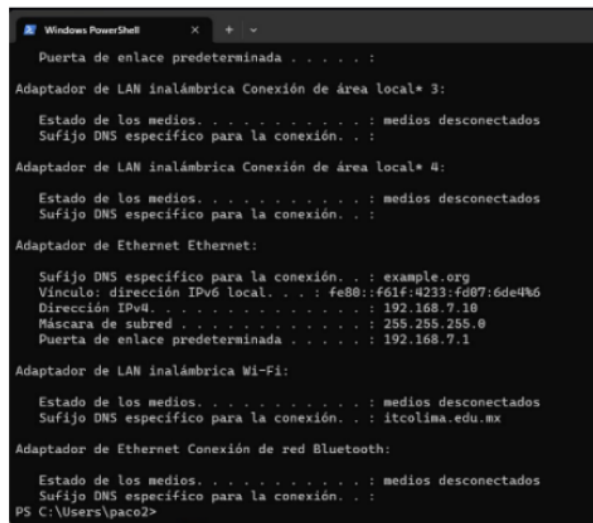 Windows PowerShell
Puerta de enlace predeterminada . . . . . :
Adaptador de LAN inalámbrica Conexión de área local* 3:
Estado de los medios. . . . . . . . . . . : medios desconectados
Sufijo DNS específico para la conexión. . :
Adaptador de LAN inalámbrica Conexión de área local* 4:
Estado de los medios. . . . . . . . . . . : medios desconectados
Sufijo DNS específico para la conexión. . :
Adaptador de Ethernet Ethernet:
Sufijo DNS específico para la conexión. . : example.org
Vínculo: dirección IPv6 local. . . : fe80::f61f:4233:fd07:6de4%6
Dirección IPv4. . . . . . . . . . . . . . : 192.168.7.10
Máscara de subred . . . . . . . . . . . . : 255.255.255.0
Puerta de enlace predeterminada . . . . . : 192.168.7.1
Adaptador de LAN inalámbrica Wi-Fi:
Estado de los medios. . . . . . . . . . . : medios desconectados
Sufijo DNS específico para la conexión. . : itcolima.edu.mx
Adaptador de Ethernet Conexión de red Bluetooth:
Estado de los medios. . . . . . . . . . . : medios desconectados
Sufijo DNS específico para la conexión. . :
PS C:\Users\paco2>